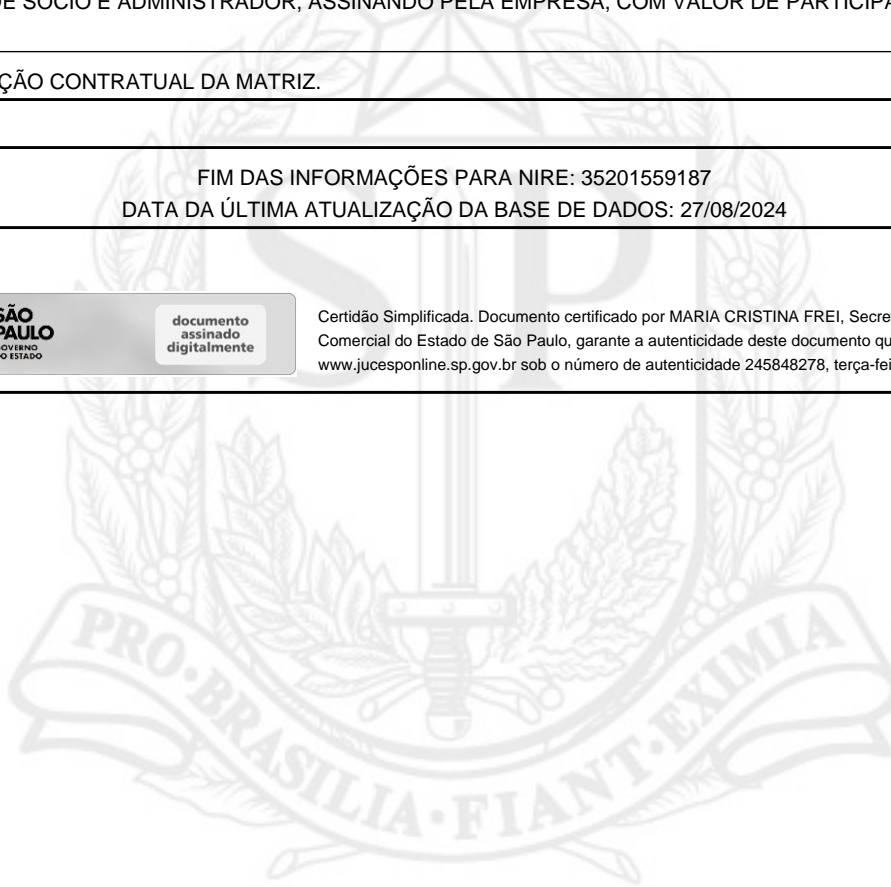 DE SÓCIO E ADMINISTRADOR, ASSINANDO PELA EMPRESA, COM VALOR DE
ÇÃO CONTRATUAL DA MATRIZ.
FIM DAS INFORMAÇÕES PARA NIRE: 35201559187
DATA DA ÚLTIMA ATUALIZAÇÃO DA BASE DE DADOS: 27/08/2024
SÃO
PAULO
GOVERNO
DO ESTADO
documento
assinado
digitalmente
Certidão Simplificada. Documento certificado por MARIA CRISTINA FREI, Secre
Comercial do Estado de São Paulo, garante a autenticidade deste documento qu
www.jucesponline.sp.gov.br sob o número de autenticidade 245848278, terça-fei
SP
PRO·BRASILIA·FIANT·EXIMIA